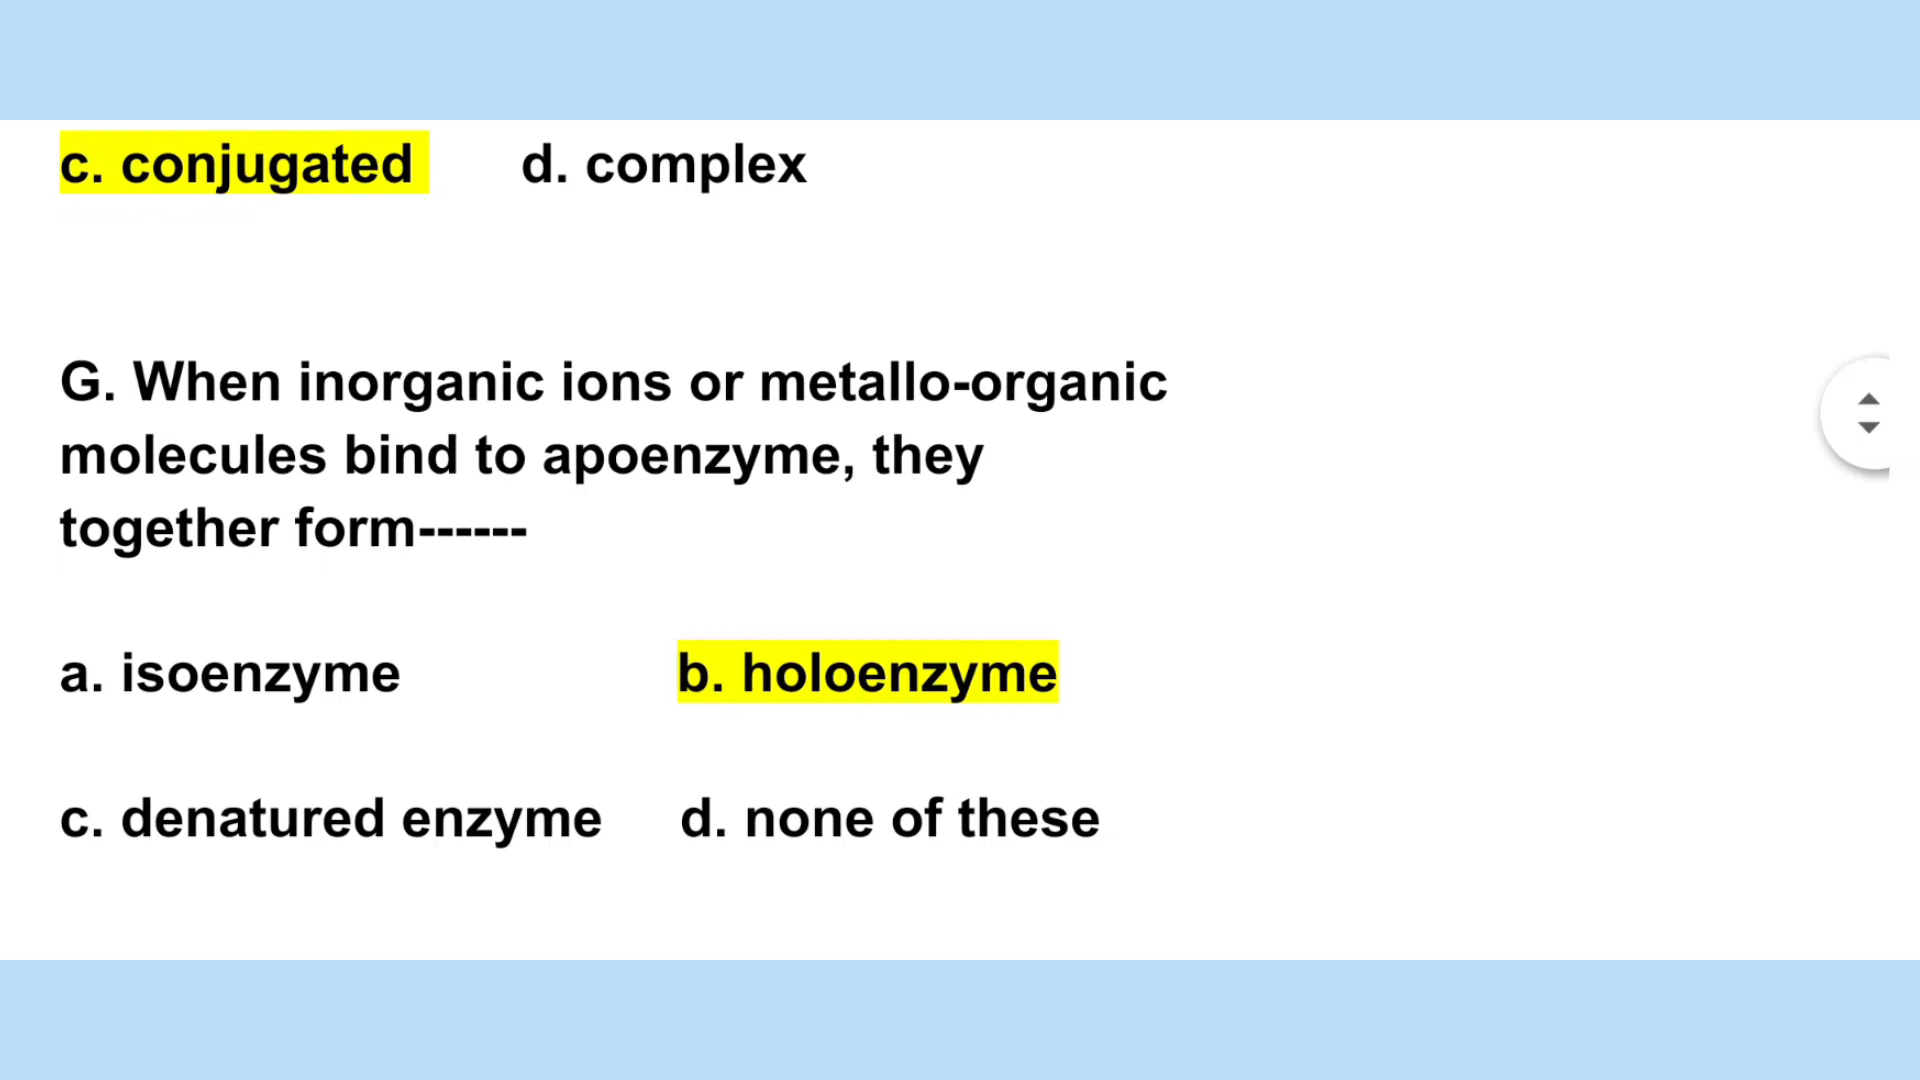 c. conjugated d. complex
G. When inorganic ions or metallo-organic
molecules bind to apoenzyme, they
together form------
a. isoenzyme b. holoenzyme
c. denatured enzyme d. none of these